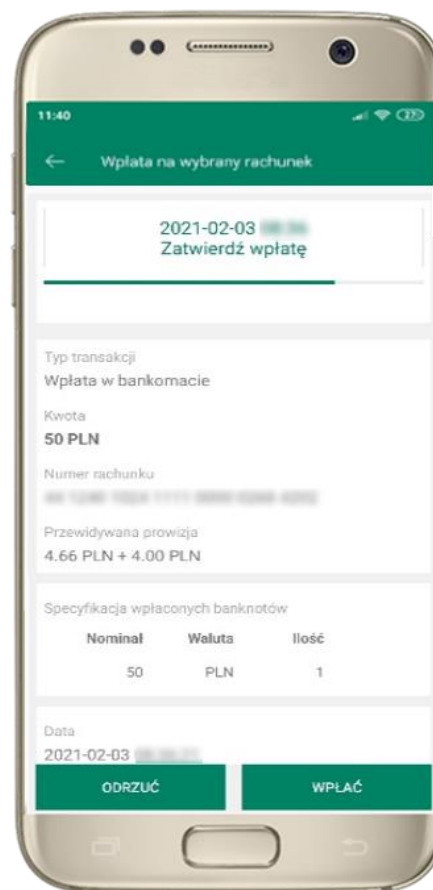 11:40
Wpłata na wybrany rachunek
2021-02-03
Zatwierdź wpłatę
Typ transakcji
Wpłata w bankomacie
Kwota
50 PLN
Numer rachunku
Przewidywana prowizja
4.66 PLN + 4.00 PLN
Specyfikacja wpłaconych banknotów
Nominał Waluta Ilość
50 PLN 1
Data
2021-02-03
ODRZUĆ WPŁAĆ